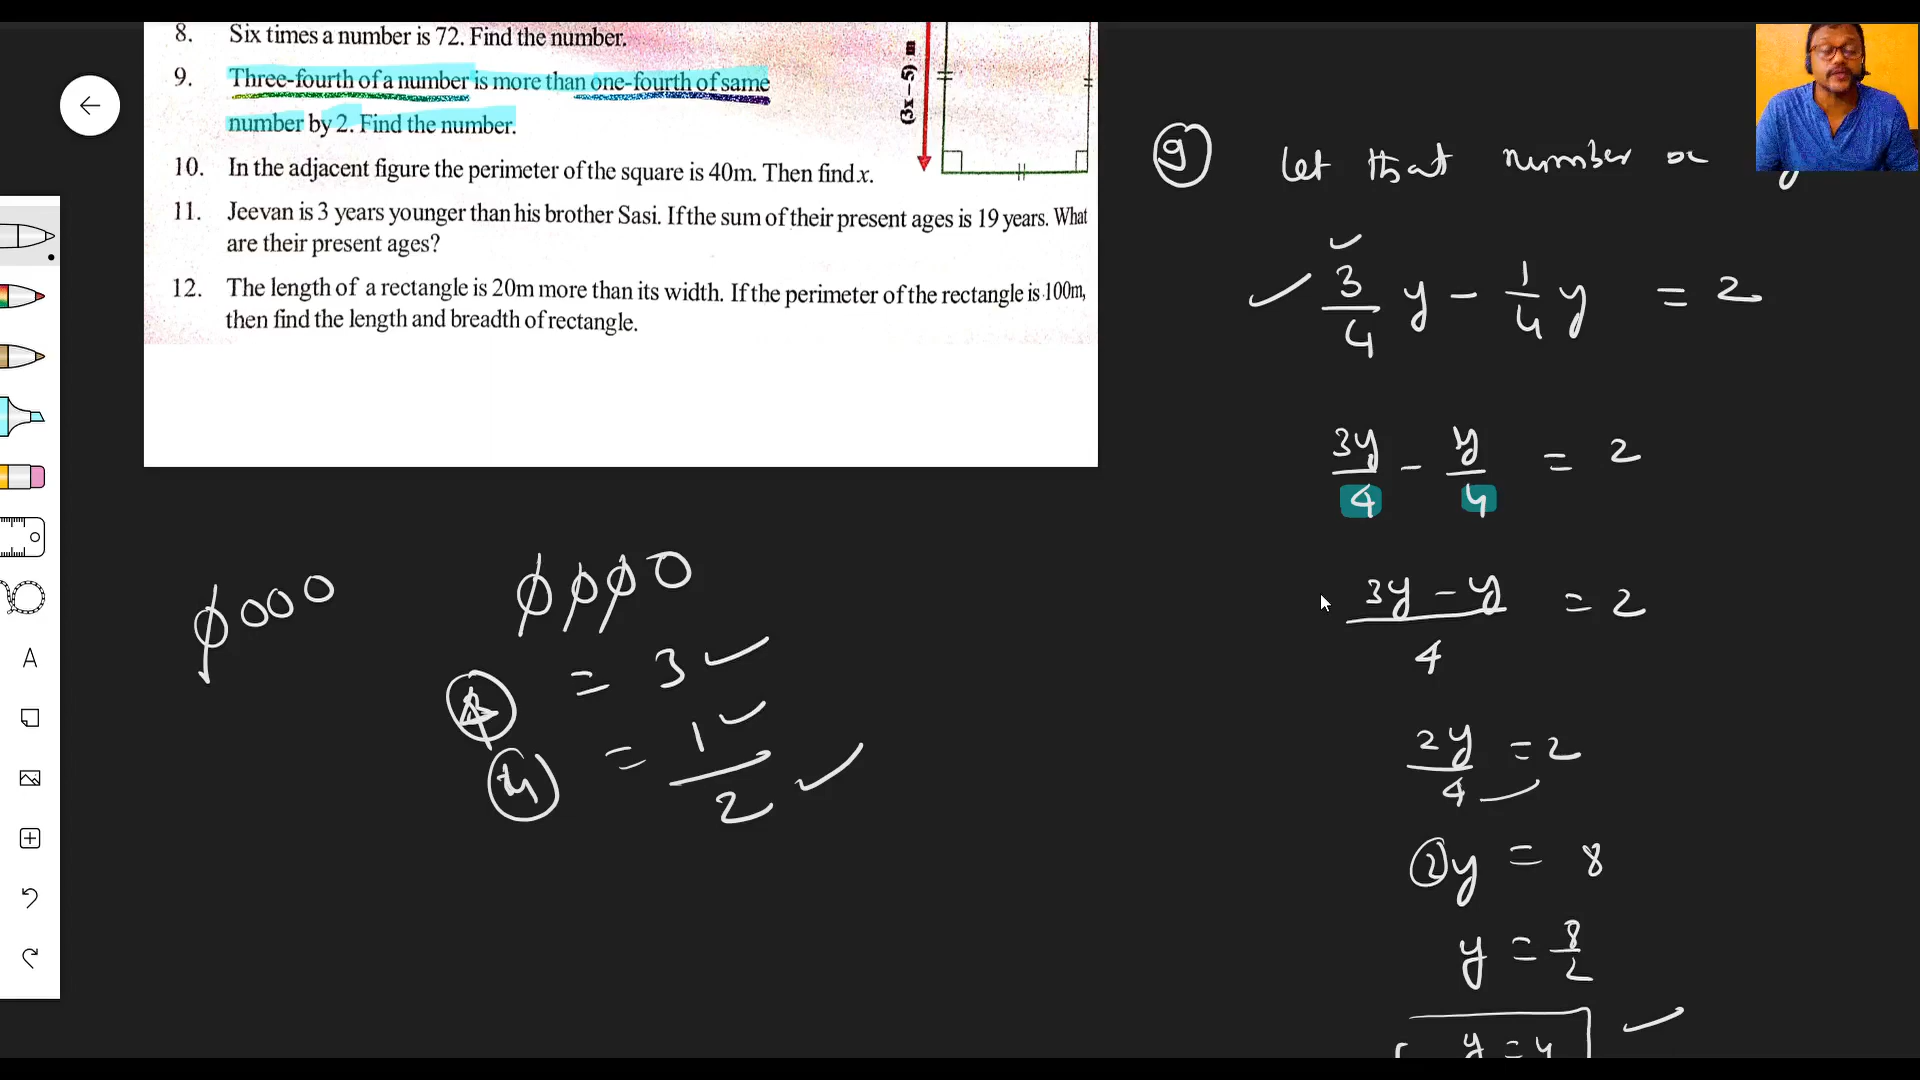 8. Six times a number is 72. Find the number.
9. Three-fourth of a number is more than one-fourth of same
number by 2. Find the number.
10. In the adjacent figure the perimeter of the square is 40m. Then find x.
11. Jeevan is 3 years younger than his brother Sasi. If the sum of their present ages is 19 years. What
are their present ages?
12. The length of a rectangle is 20m more than its width. If the perimeter of the rectangle is 100m,
then find the length and breadth of rectangle.
(3x – 5) m
0000
0000
= 3
= 1/2
9 let that number
3/4 y - 1/4 y = 2
3y/4 - y/4 = 2
(3y - y)/4 = 2
2y/4 = 2
2y = 8
y = 8/2
y = 4
A